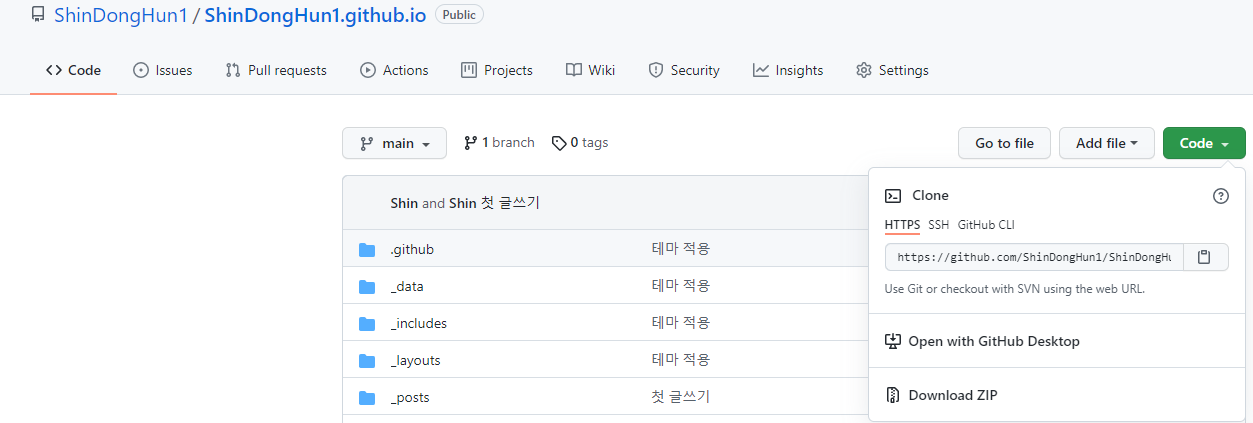 ShinDongHun1 / ShinDongHun1.github.io Public
Code Issues Pull requests Actions Projects Wiki Security Insights Settings
main 1 branch 0 tags Go to file Add file Code
Shin and Shin 첫 글쓰기
.github 테마 적용
_data 테마 적용
_includes 테마 적용
_layouts 테마 적용
_posts 첫 글쓰기
Clone
HTTPS SSH GitHub CLI
https://github.com/ShinDongHun1/ShinDongHu
Use Git or checkout with SVN using the web URL.
Open with GitHub Desktop
Download ZIP